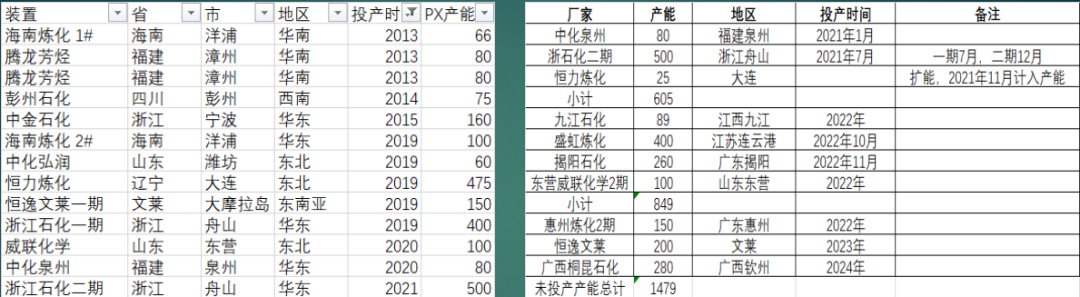 装置 省 市 地区 投产时 PX产能
海南炼化 1# 海南 洋浦 华南 2013 66
腾龙芳烃 福建 漳州 华南 2013 80
腾龙芳烃 福建 漳州 华南 2013 80
彭州石化 四川 彭州 西南 2014 75
中金石化 浙江 宁波 华东 2015 160
海南炼化 2# 海南 洋浦 华东 2019 100
中化弘润 山东 潍坊 东北 2019 60
恒力炼化 辽宁 大连 东北 2019 475
恒逸文莱一期 文莱 大摩拉岛 东南亚 2019 150
浙江石化一期 浙江 舟山 华东 2019 400
威联化学 山东 东营 东北 2020 100
中化泉州 福建 泉州 华东 2020 80
浙江石化二期 浙江 舟山 华东 2021 500
厂家 产能 地区 投产时间 备注
中化泉州 80 福建泉州 2021年1月
浙石化二期 500 浙江舟山 2021年7月 一期7月，二期12月
恒力炼化 25 大连 扩能，2021年11月计入产能
小计 605
九江石化 89 江西九江 2022年
盛虹炼化 400 江苏连云港 2022年10月
揭阳石化 260 广东揭阳 2022年11月
东营威联化学2期 100 山东东营 2022年
小计 849
惠州炼化2期 150 广东惠州 2022年
恒逸文莱 200 文莱 2023年
广西桐昆石化 280 广西钦州 2024年
未投产产能总计 1479